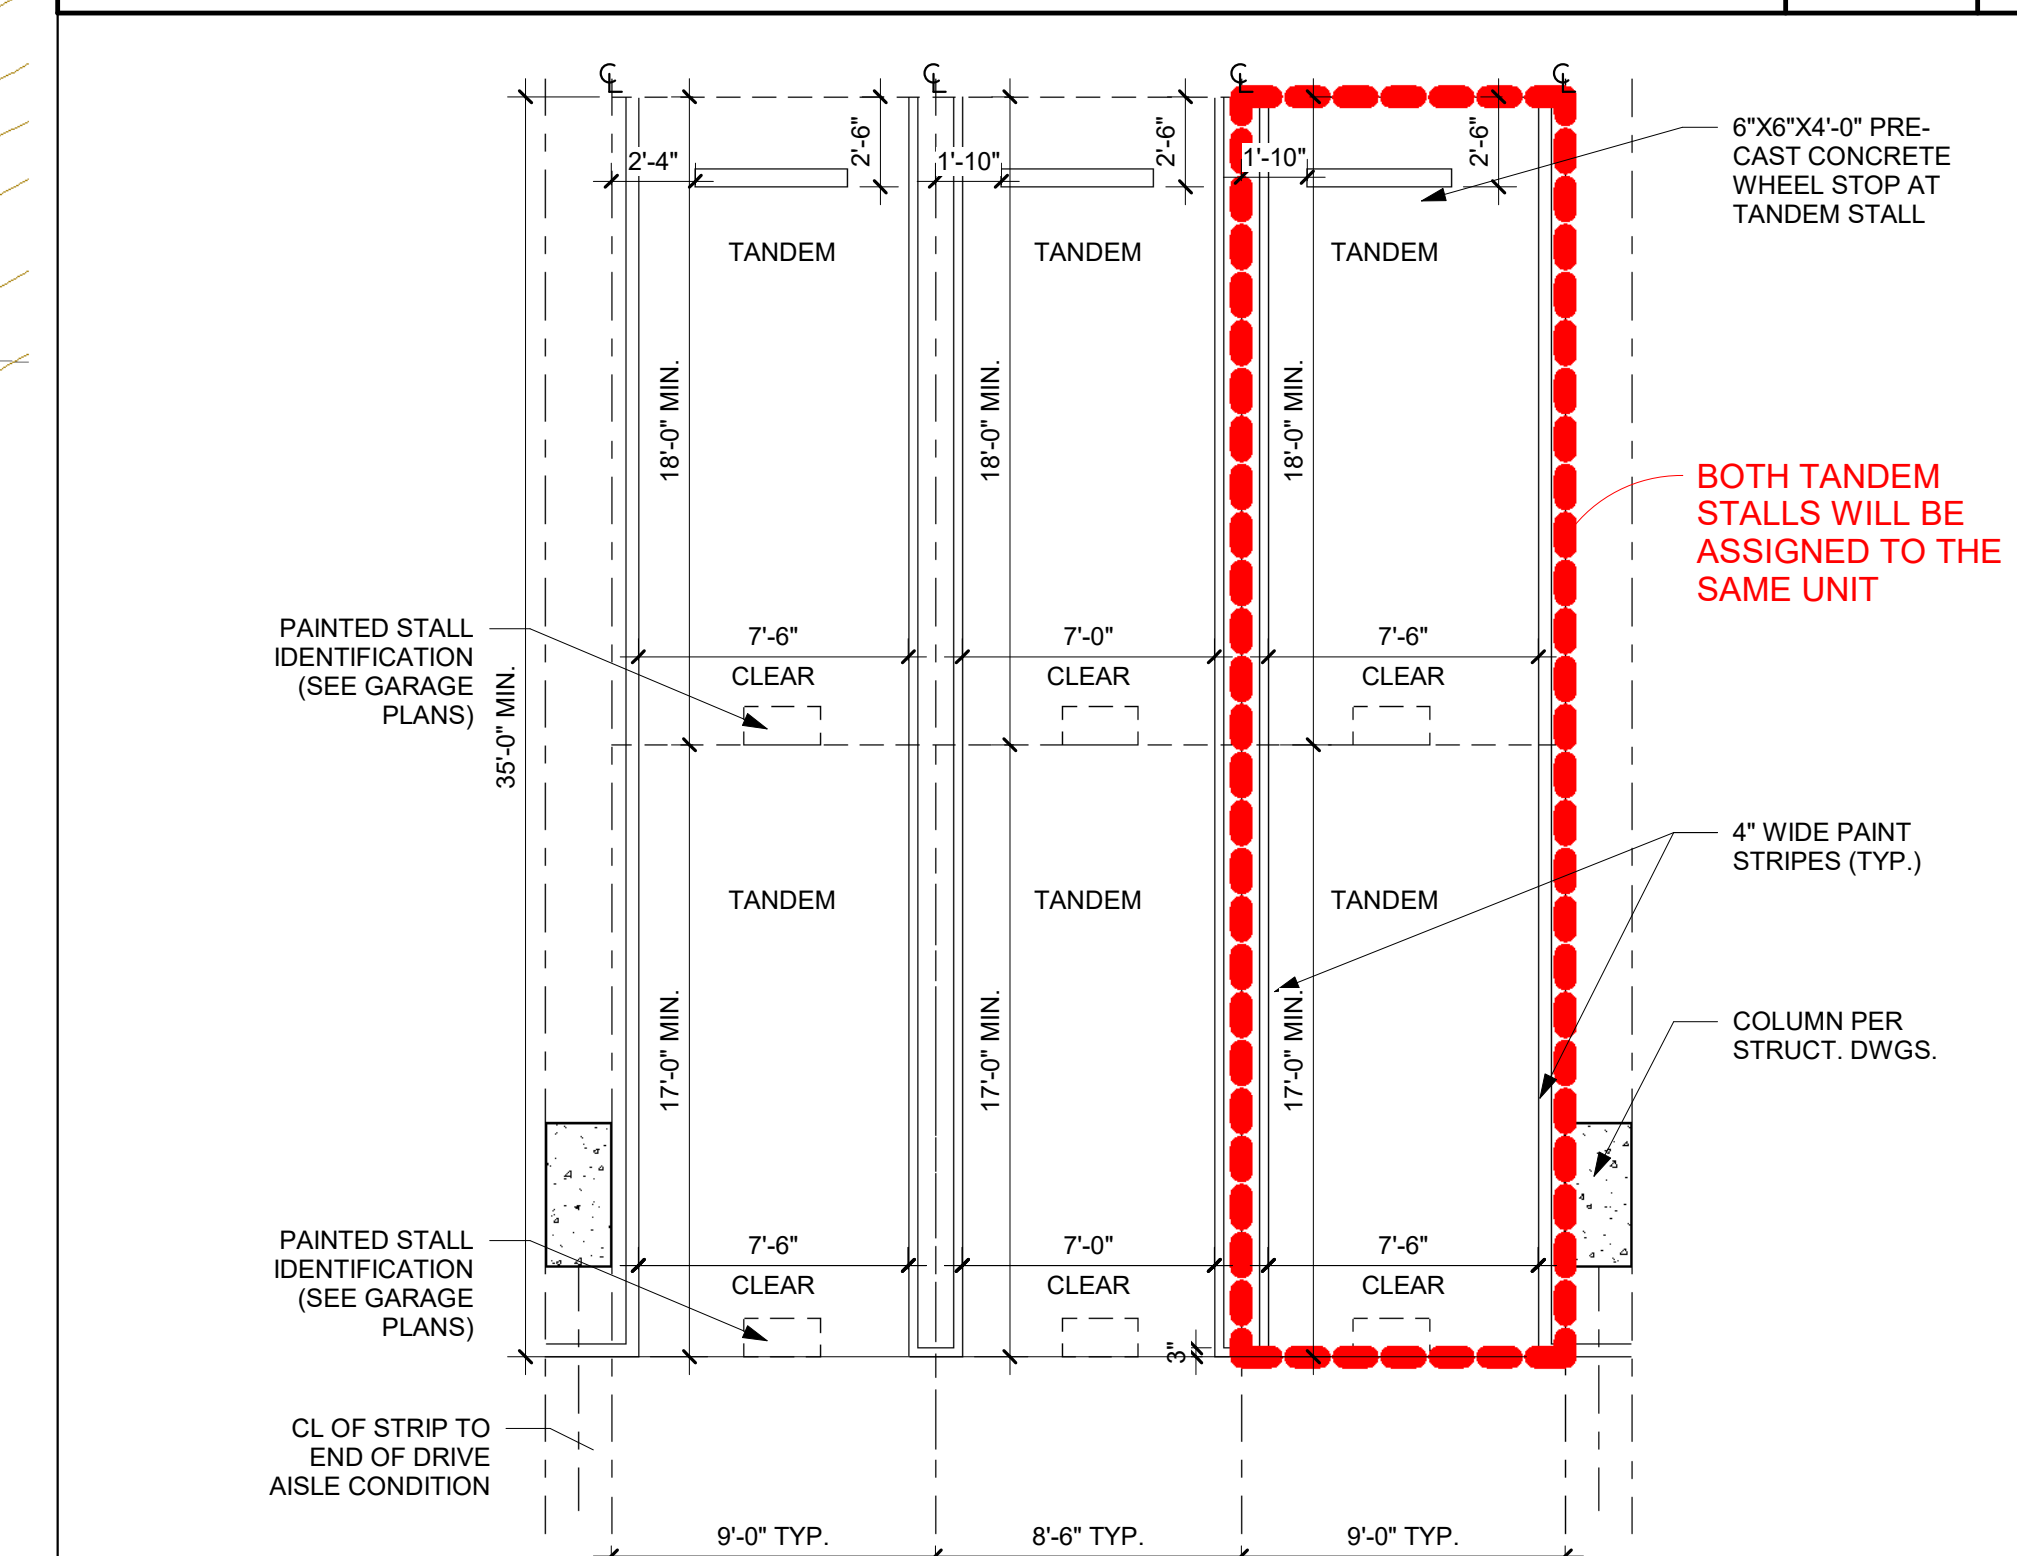 ℄ ℄ ℄ ℄
2'-4" 2'-6" 1'-10" 2'-6" 1'-10" 2'-6"
6"X6"X4'-0" PRE-
CAST CONCRETE
WHEEL STOP AT
TANDEM STALL
TANDEM TANDEM TANDEM
18'-0" MIN. 18'-0" MIN. 18'-0" MIN.
BOTH TANDEM
STALLS WILL BE
ASSIGNED TO THE
SAME UNIT
PAINTED STALL
IDENTIFICATION
(SEE GARAGE
PLANS)
35'-0" MIN.
7'-6" 7'-0" 7'-6"
CLEAR CLEAR CLEAR
4" WIDE PAINT
STRIPES (TYP.)
TANDEM TANDEM TANDEM
17'-0" MIN. 17'-0" MIN. 17'-0" MIN.
COLUMN PER
STRUCT. DWGS.
PAINTED STALL
IDENTIFICATION
(SEE GARAGE
PLANS)
7'-6" 7'-0" 7'-6"
CLEAR CLEAR CLEAR
3"
CL OF STRIP TO
END OF DRIVE
AISLE CONDITION
9'-0" TYP. 8'-6" TYP. 9'-0" TYP.